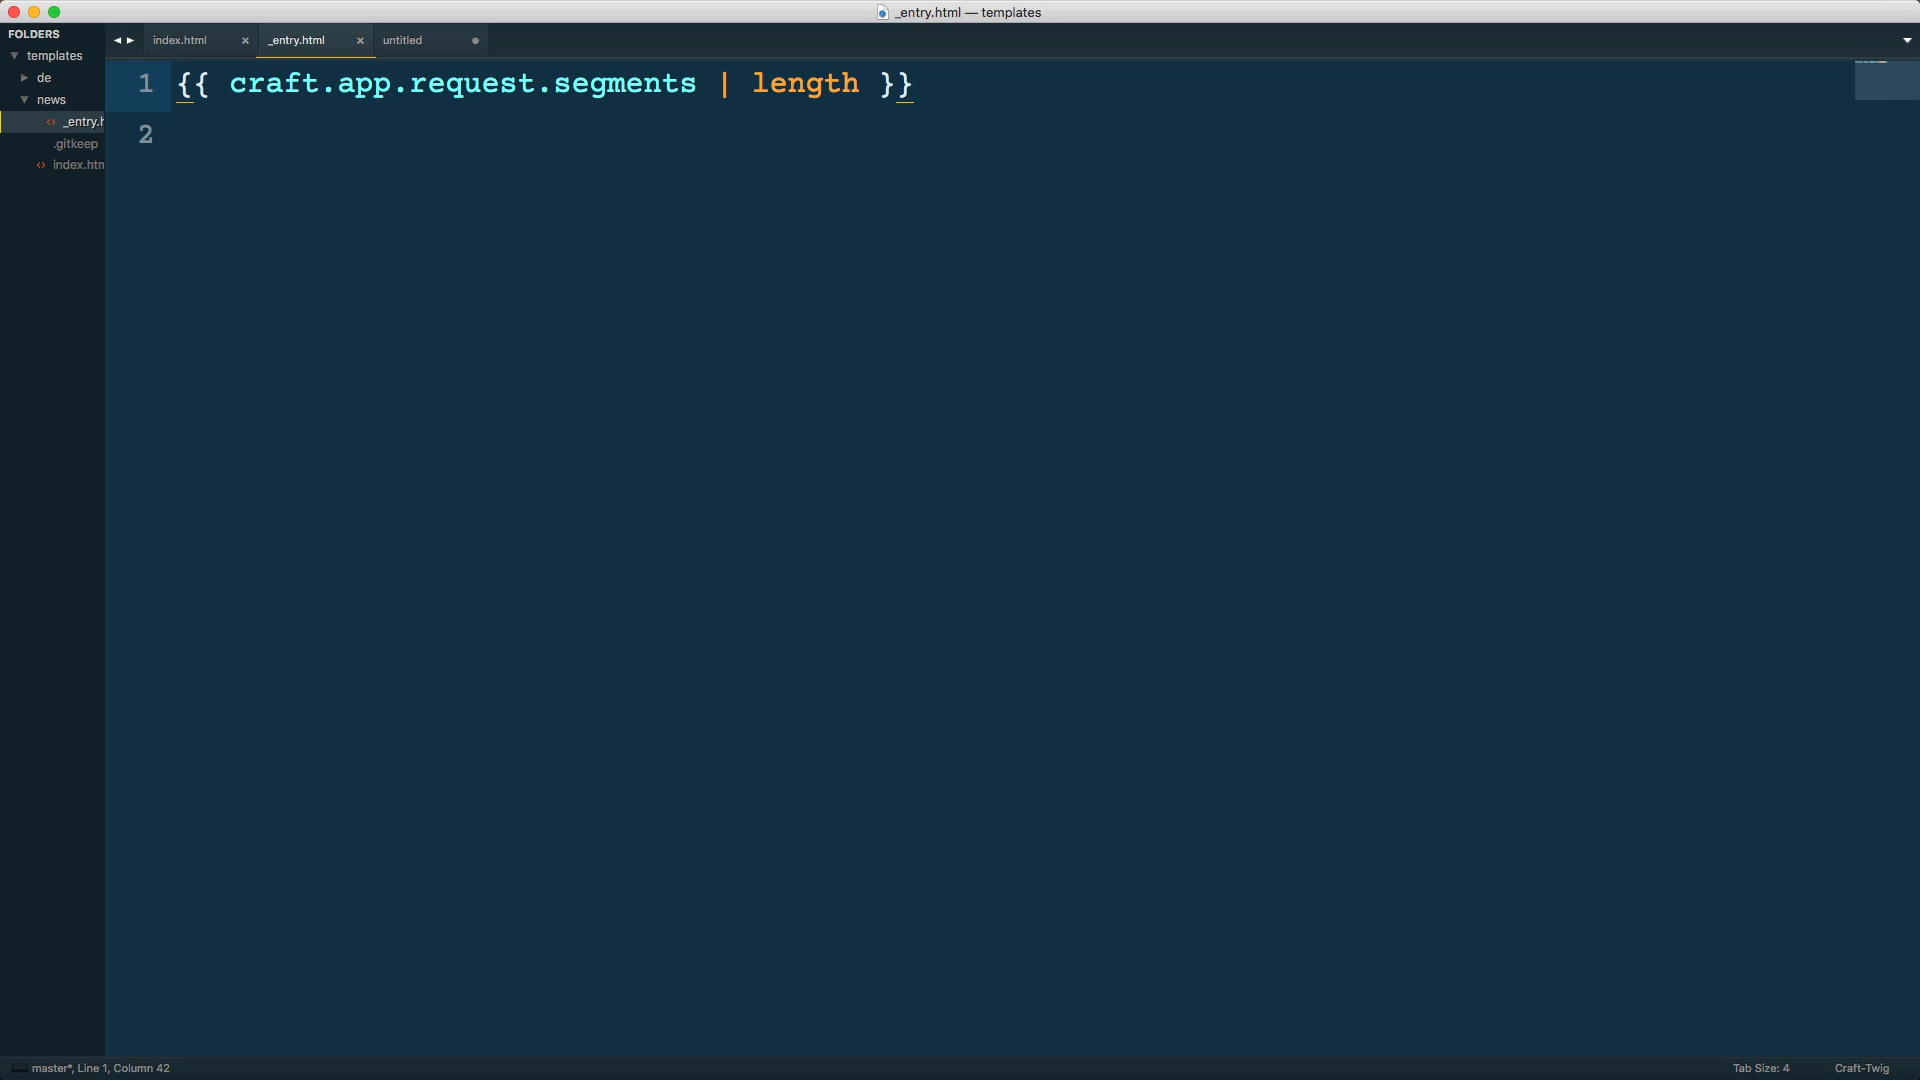 _entry.html — templates
FOLDERS
templates
de
news
_entry.h
.gitkeep
index.htm
index.html
_entry.html
untitled
1 {{ craft.app.request.segments | length }}
2
master*, Line 1, Column 42
Tab Size: 4
Craft-Twig